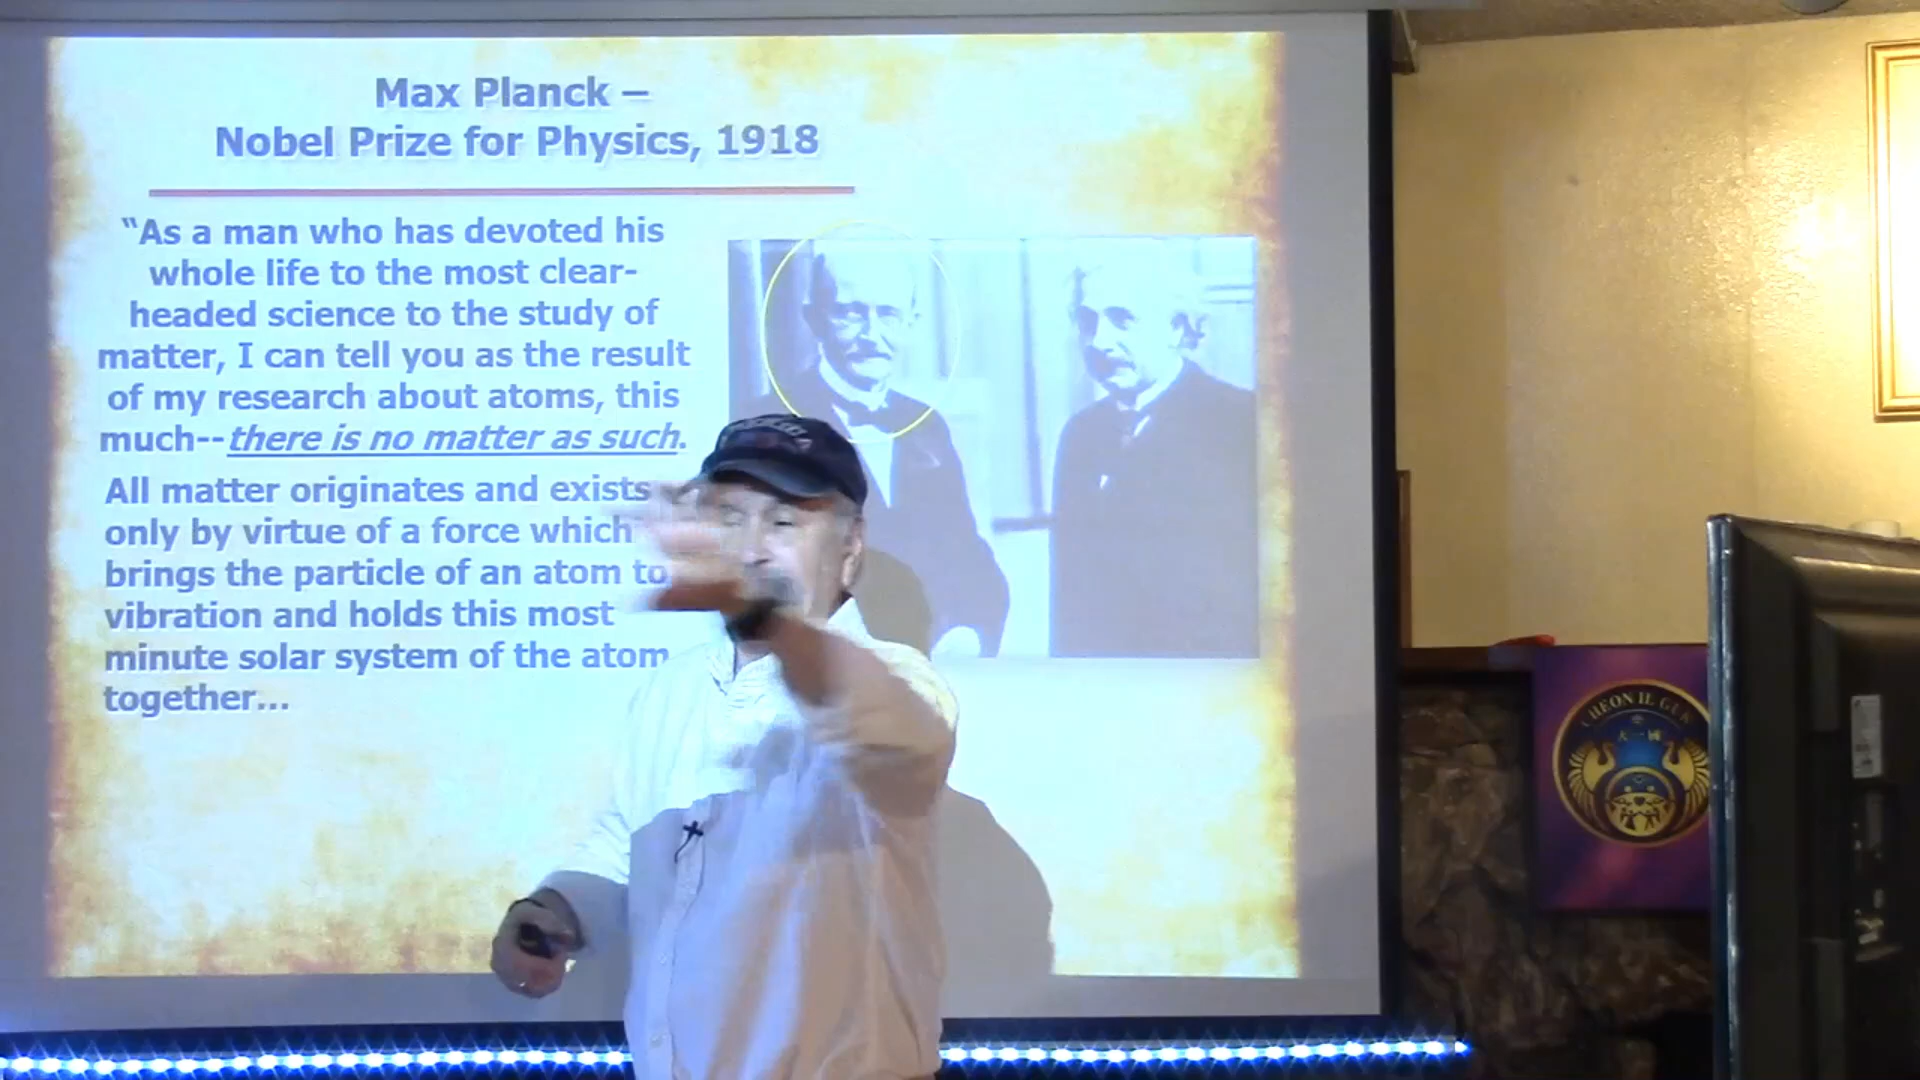 Max Planck –
Nobel Prize for Physics, 1918
“As a man who has devoted his
whole life to the most clear-
headed science to the study of
matter, I can tell you as the result
of my research about atoms, this
much--there is no matter as such.
All matter originates and exists
only by virtue of a force which
brings the particle of an atom to
vibration and holds this most
minute solar system of the atom
together...
CHEON IL GUK
天一國